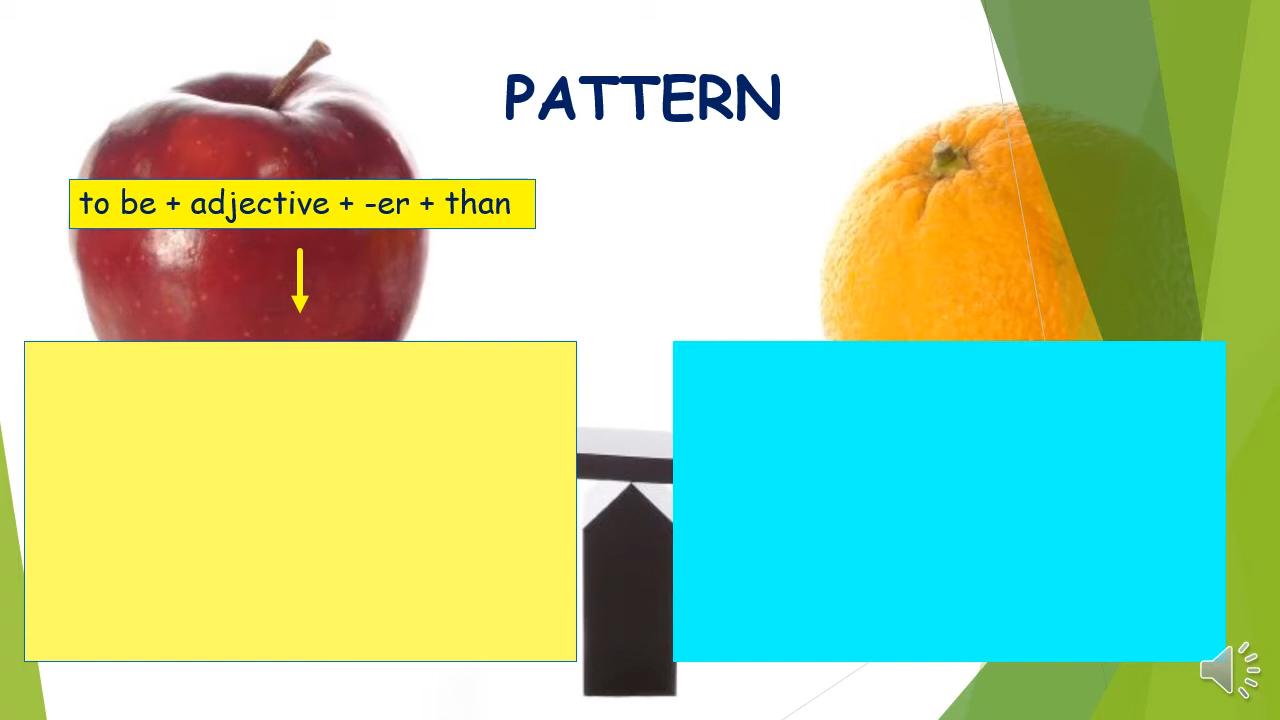 PATTERN
to be + adjective + -er + than